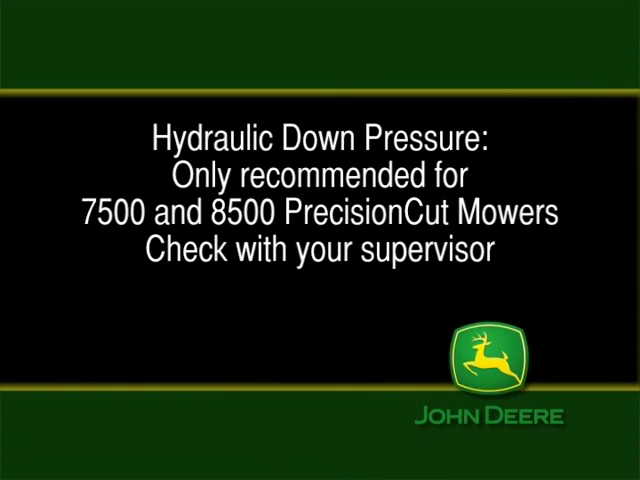 Hydraulic Down Pressure:
Only recommended for
7500 and 8500 PrecisionCut Mowers
Check with your supervisor
JOHN DEERE